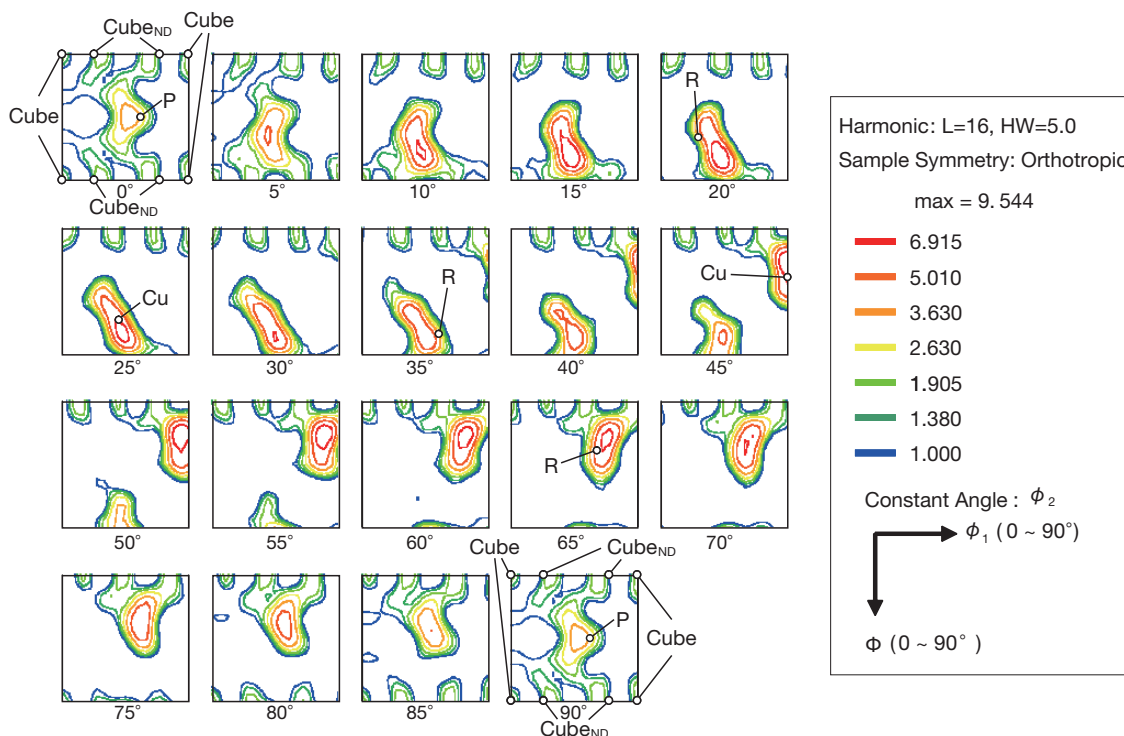 Cube_ND Cube
Cube P R
0° 5° 10° 15° 20°
Cube_ND
Cu R Cu
25° 30° 35° 40° 45°
R
50° 55° 60° 65° 70°
Cube Cube_ND
P Cube
75° 80° 85° 90°
Cube_ND
Harmonic: L=16, HW=5.0
Sample Symmetry: Orthotropic
max = 9.544
6.915
5.010
3.630
2.630
1.905
1.380
1.000
Constant Angle : ϕ₂
ϕ₁ (0 ~ 90°)
Φ (0 ~ 90°)